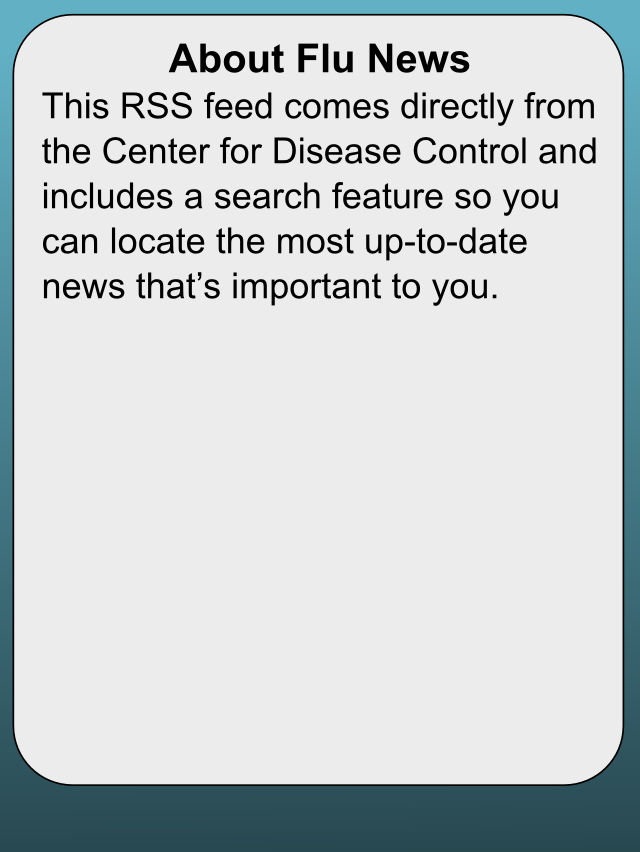 About Flu News
This RSS feed comes directly from
the Center for Disease Control and
includes a search feature so you
can locate the most up-to-date
news that’s important to you.